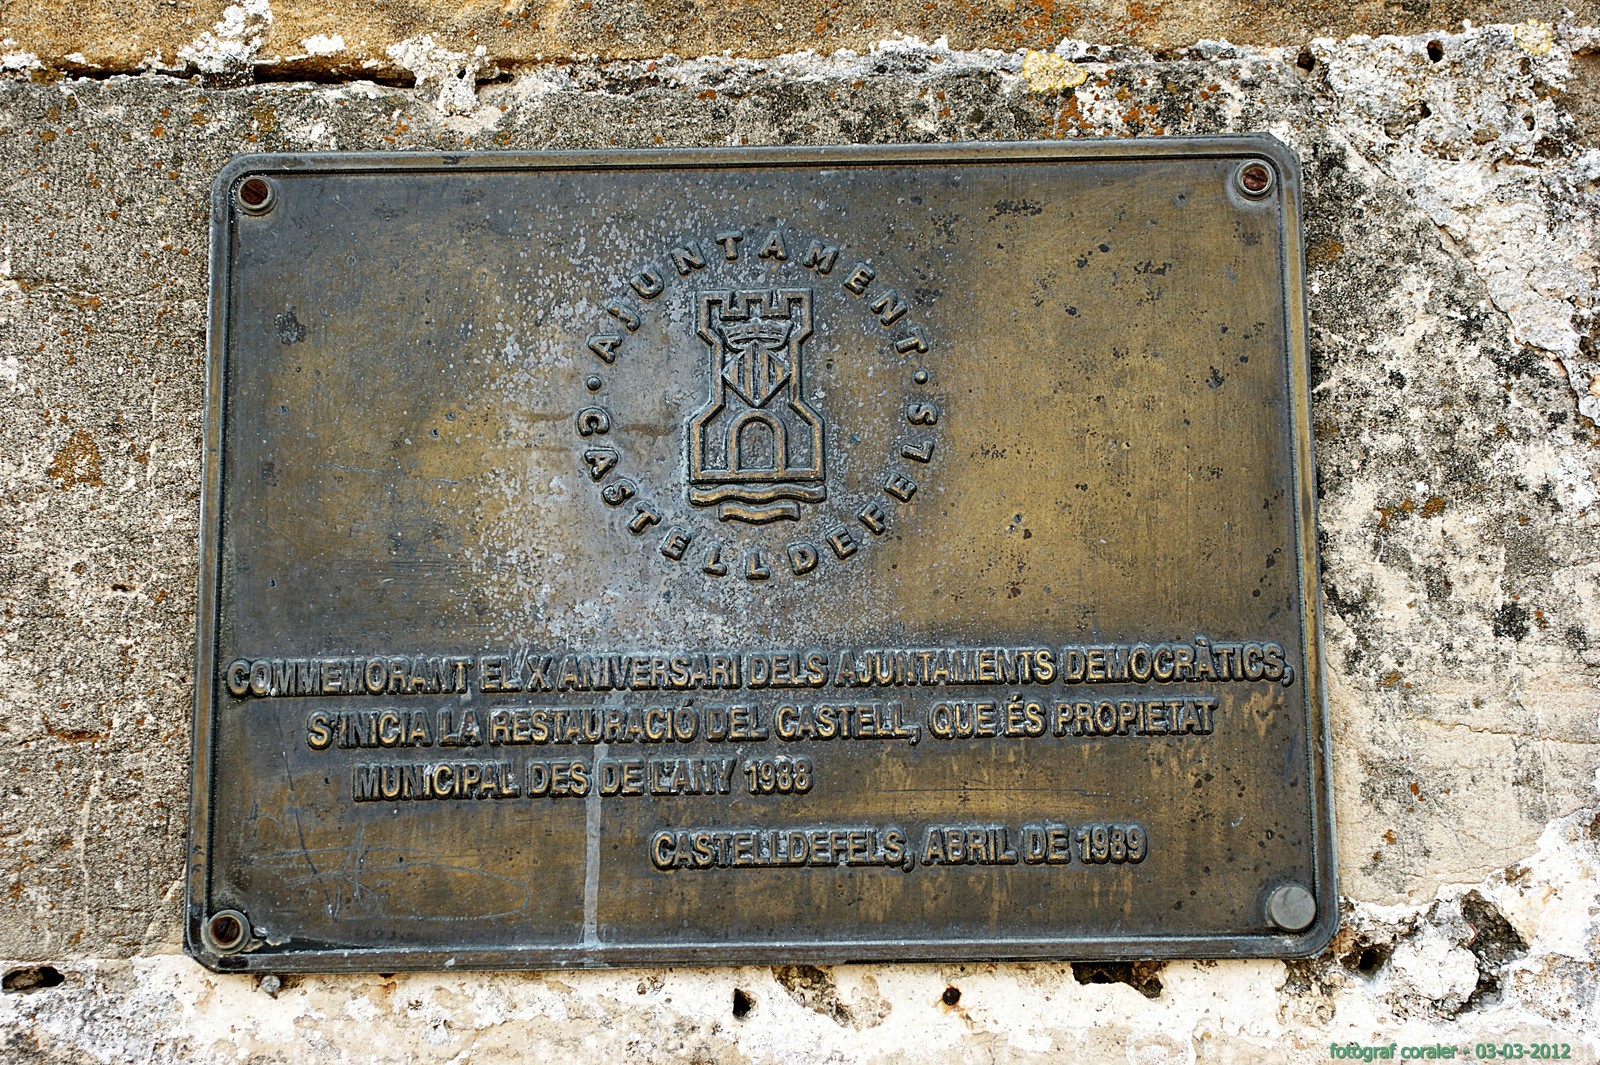 AJUNTAMENT · CASTELLDEFELS ·
COMMEMORANT EL X ANIVERSARI DELS AJUNTAMENTS DEMOCRÀTICS,
S'INICIA LA RESTAURACIÓ DEL CASTELL, QUE ÉS PROPIETAT
MUNICIPAL DES DE L'ANY 1988
CASTELLDEFELS, ABRIL DE 1989
fotògraf coraler - 03-03-2012